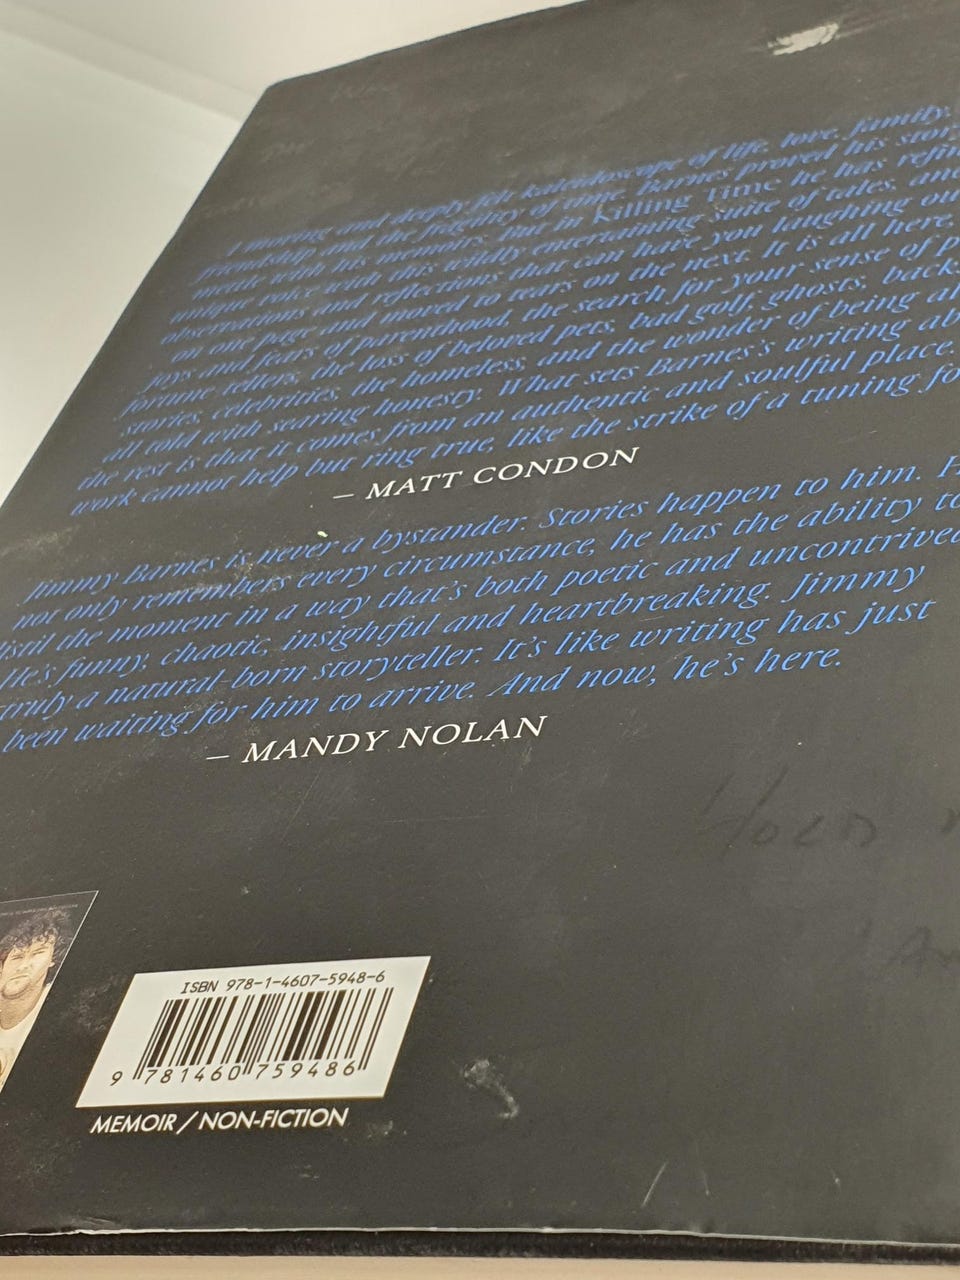 A moving and deeply felt kaleidoscope of life, love, family,
friendship and the fragility of time. Barnes proved his
with his memoirs, but in Killing Time he has
unique voice with this wildly entertaining suite of tales,
observations and reflections that can have you laughing
on one page and moved to tears on the next. It is all here,
joys and fears of parenthood, the search for your sense of
fortune tellers, the loss of beloved pets, bad golf, ghosts,
stories, celebrities, the homeless, and the wonder of being
all told with searing honesty. What sets Barnes's writing
the rest is that it comes from an authentic and soulful place.
work cannot help but ring true, like the strike of a tuning
– MATT CONDON
Jimmy Barnes is never a bystander. Stories happen to him.
not only remembers every circumstance, he has the ability to
the moment in a way that's both poetic and uncontrived
He's funny, chaotic, insightful and heartbreaking. Jimmy
truly a natural-born storyteller. It's like writing has just
been waiting for him to arrive. And now, he's here.
– MANDY NOLAN
ISBN 978-1-4607-5948-6
9 781460 759486
MEMOIR / NON-FICTION